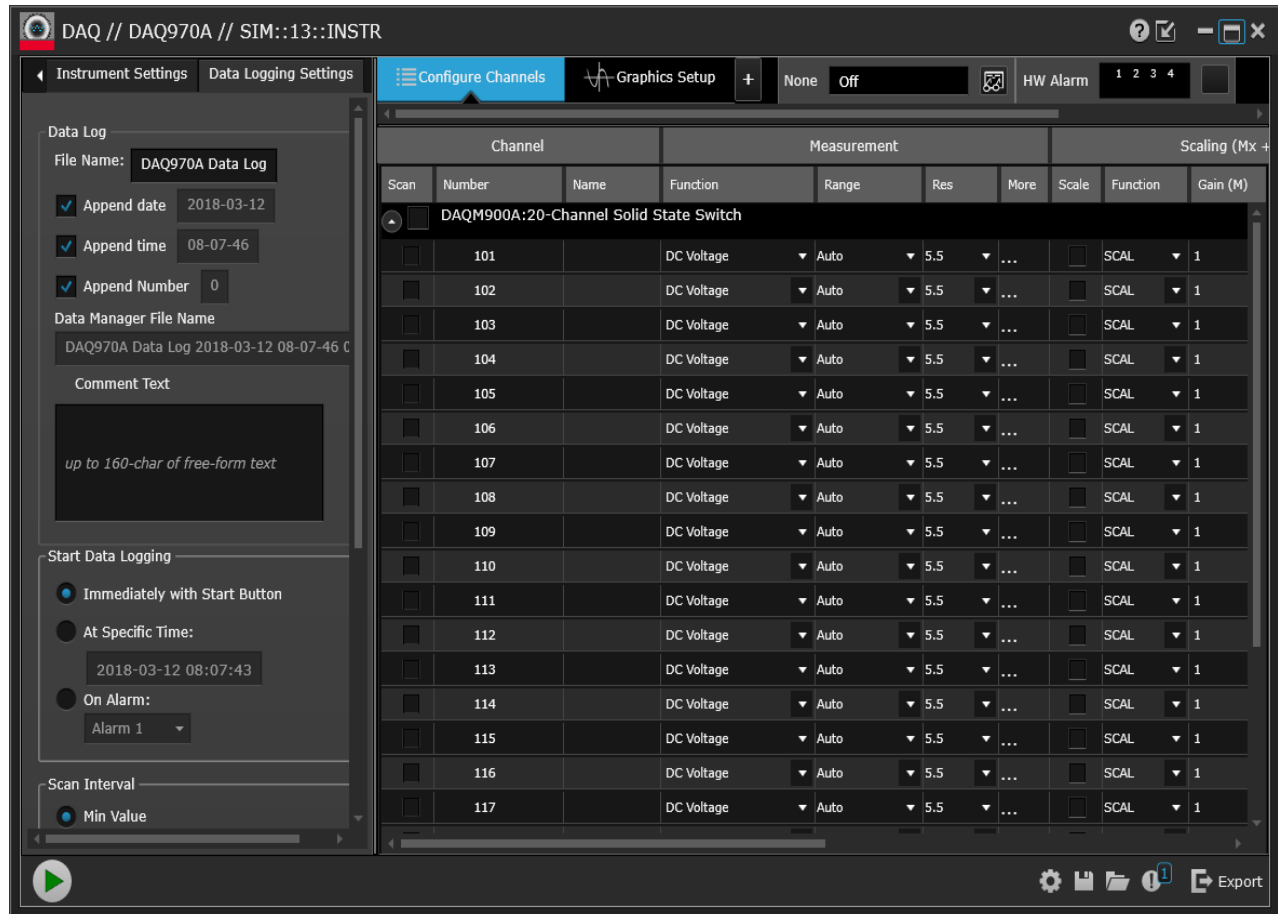 DAQ // DAQ970A // SIM::13::INSTR
Instrument Settings Data Logging Settings
Configure Channels Graphics Setup + None Off HW Alarm 1 2 3 4
Data Log
File Name: DAQ970A Data Log
Append date 2018-03-12
Append time 08-07-46
Append Number 0
Data Manager File Name
DAQ970A Data Log 2018-03-12 08-07-46 0
Comment Text
up to 160-char of free-form text
Start Data Logging
Immediately with Start Button
At Specific Time:
2018-03-12 08:07:43
On Alarm:
Alarm 1
Scan Interval
Min Value
Channel Measurement Scaling (Mx +
Scan Number Name Function Range Res More Scale Function Gain (M)
DAQM900A:20-Channel Solid State Switch
101 DC Voltage Auto 5.5 ... SCAL 1
102 DC Voltage Auto 5.5 ... SCAL 1
103 DC Voltage Auto 5.5 ... SCAL 1
104 DC Voltage Auto 5.5 ... SCAL 1
105 DC Voltage Auto 5.5 ... SCAL 1
106 DC Voltage Auto 5.5 ... SCAL 1
107 DC Voltage Auto 5.5 ... SCAL 1
108 DC Voltage Auto 5.5 ... SCAL 1
109 DC Voltage Auto 5.5 ... SCAL 1
110 DC Voltage Auto 5.5 ... SCAL 1
111 DC Voltage Auto 5.5 ... SCAL 1
112 DC Voltage Auto 5.5 ... SCAL 1
113 DC Voltage Auto 5.5 ... SCAL 1
114 DC Voltage Auto 5.5 ... SCAL 1
115 DC Voltage Auto 5.5 ... SCAL 1
116 DC Voltage Auto 5.5 ... SCAL 1
117 DC Voltage Auto 5.5 ... SCAL 1
1 Export